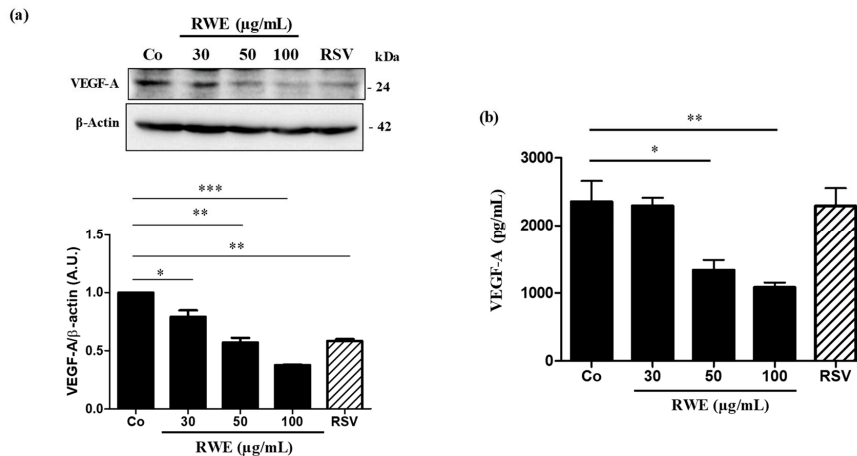 (a)
RWE (µg/mL)
Co 30 50 100 RSV kDa
VEGF-A - 24
β-Actin - 42
***
**
**
*
1.5
1.0
0.5
0.0
VEGF-A/β-actin (A.U.)
Co 30 50 100 RSV
RWE (µg/mL)
(b)
**
*
3000
2000
1000
0
VEGF-A (pg/mL)
Co 30 50 100 RSV
RWE (µg/mL)